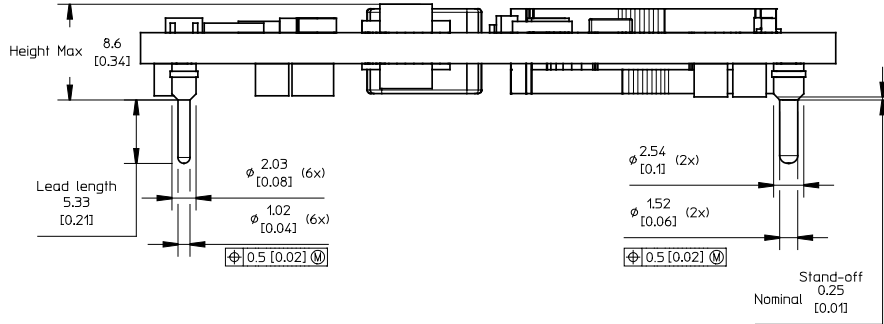 Height Max 8.6
[0.34]
Lead length
5.33
[0.21]
ø 2.03 (6x)
[0.08]
ø 1.02 (6x)
[0.04]
⌖ 0.5 [0.02] Ⓜ
ø 2.54 (2x)
[0.1]
ø 1.52 (2x)
[0.06]
⌖ 0.5 [0.02] Ⓜ
Stand-off
Nominal 0.25
[0.01]